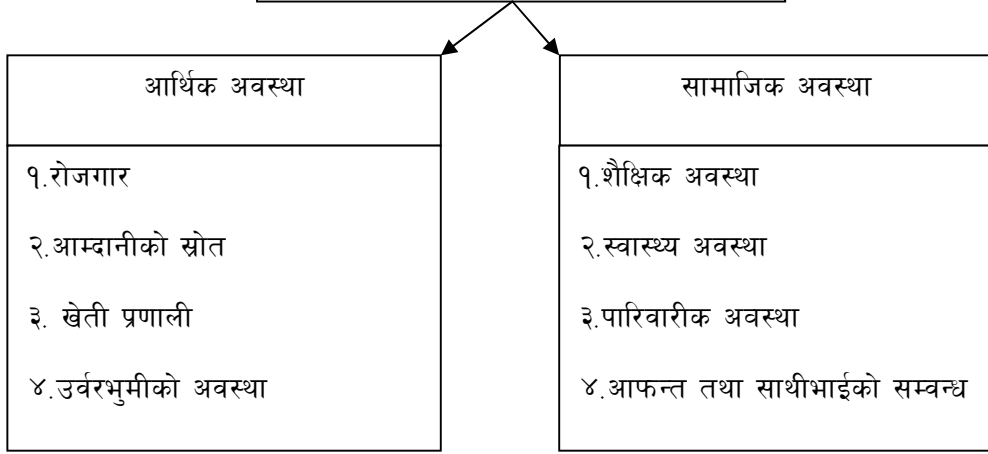 आर्थिक अवस्था
१.रोजगार
२.आम्दानीको स्रोत
३. खेती प्रणाली
४.उर्वरभुमीको अवस्था
सामाजिक अवस्था
१.शैक्षिक अवस्था
२.स्वास्थ्य अवस्था
३.पारिवारीक अवस्था
४.आफन्त तथा साथीभाईको सम्वन्ध